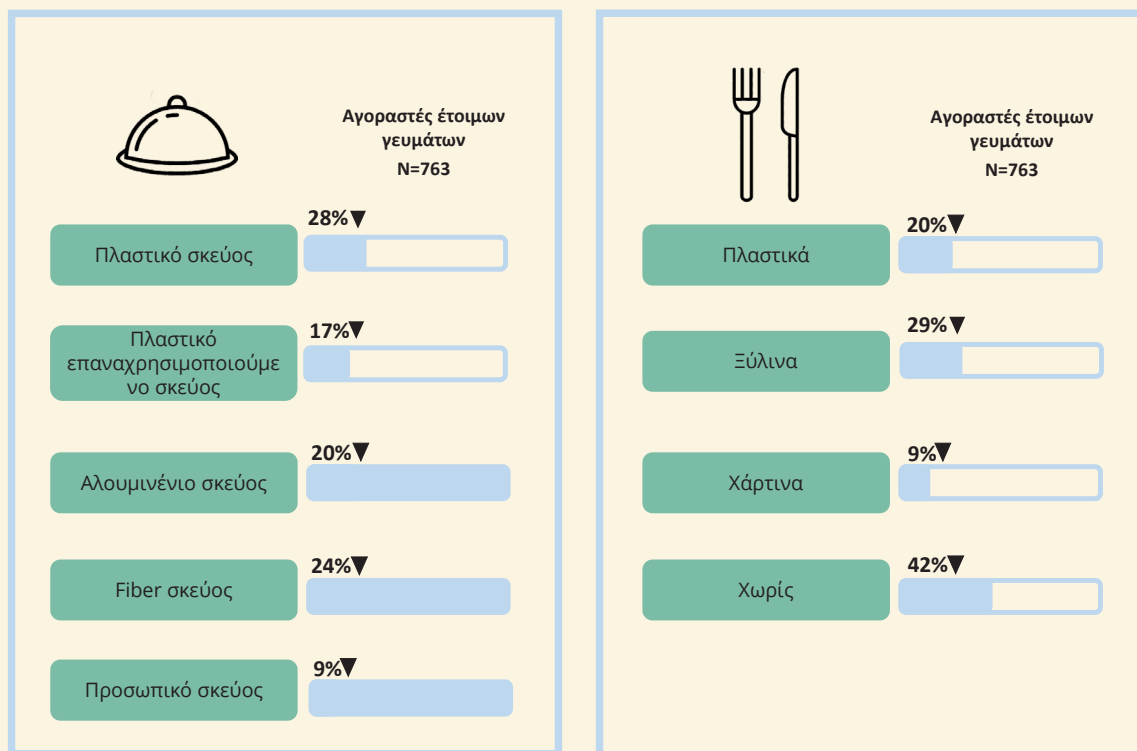 Αγοραστές έτοιμων
γευμάτων
N=763
28%
Πλαστικό σκεύος
17%
Πλαστικό
επαναχρησιμοποιούμε
νο σκεύος
20%
Αλουμινένιο σκεύος
24%
Fiber σκεύος
9%
Προσωπικό σκεύος
Αγοραστές έτοιμων
γευμάτων
N=763
20%
Πλαστικά
29%
Ξύλινα
9%
Χάρτινα
42%
Χωρίς